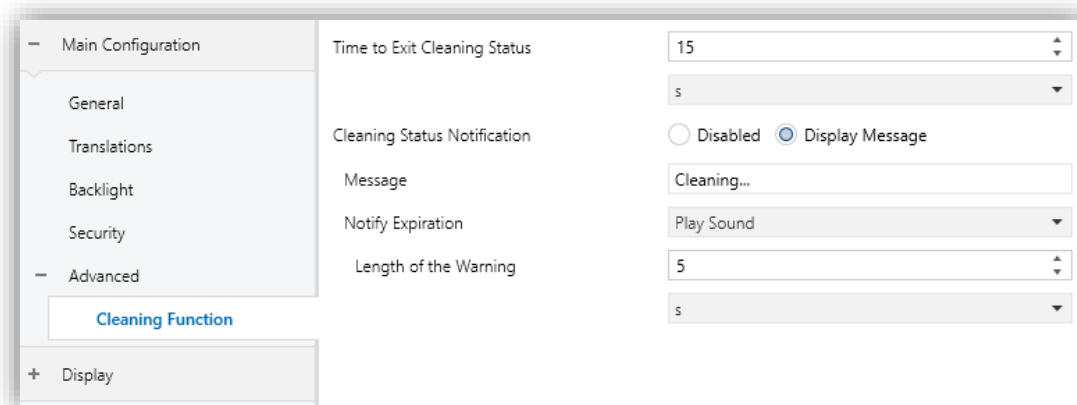 Main Configuration
General
Translations
Backlight
Security
Advanced
Cleaning Function
Display
Time to Exit Cleaning Status
15
s
Cleaning Status Notification
Disabled
Display Message
Message
Cleaning...
Notify Expiration
Play Sound
Length of the Warning
5
s